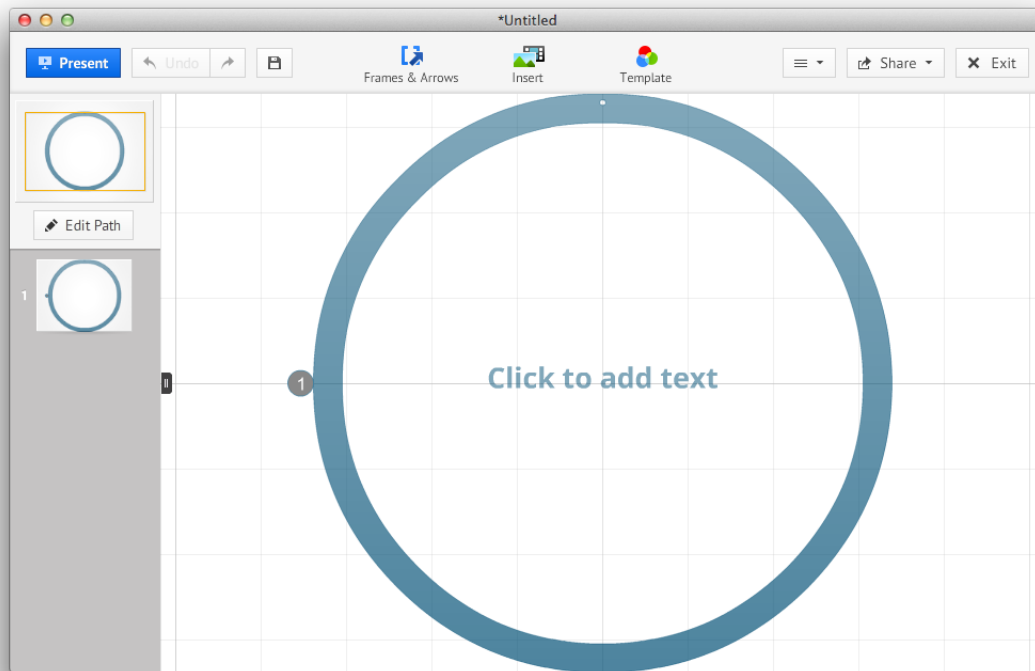 *Untitled
Present Undo Frames & Arrows Insert Template Share Exit
Edit Path
1
1
Click to add text